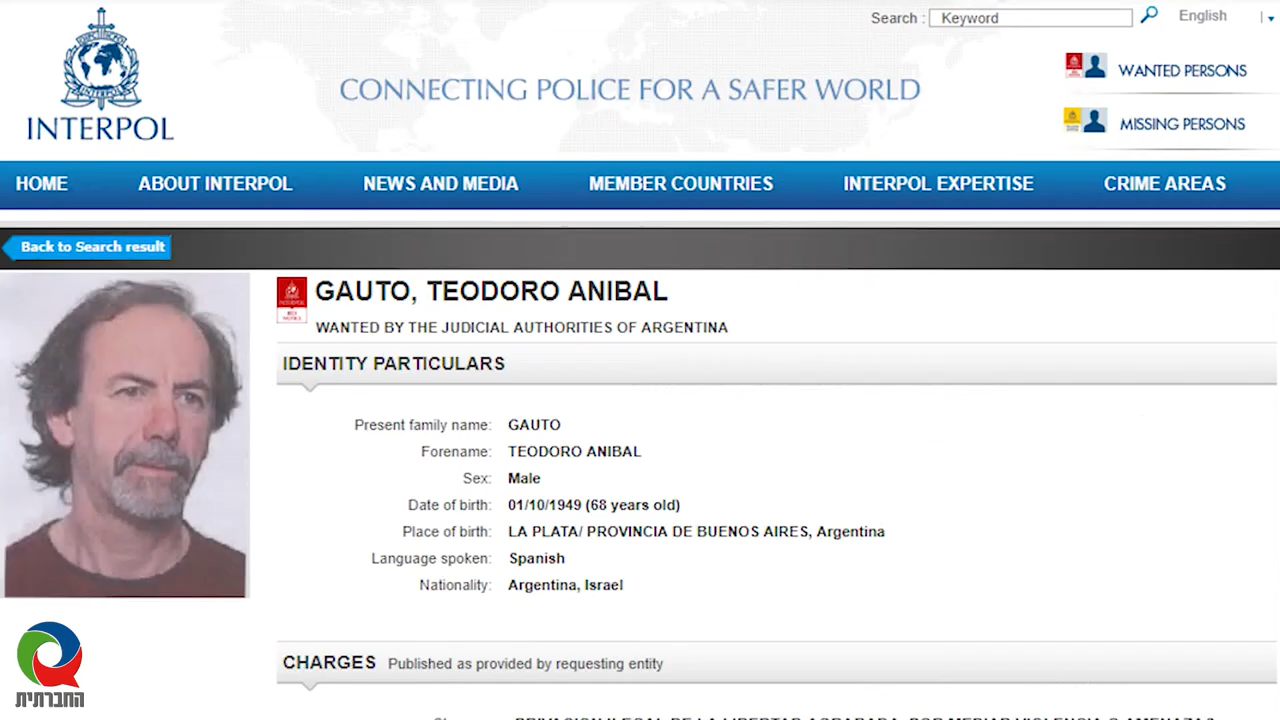 Search : Keyword English
INTERPOL
CONNECTING POLICE FOR A SAFER WORLD
WANTED PERSONS
MISSING PERSONS
HOME ABOUT INTERPOL NEWS AND MEDIA MEMBER COUNTRIES INTERPOL EXPERTISE CRIME AREAS
Back to Search result
GAUTO, TEODORO ANIBAL
WANTED BY THE JUDICIAL AUTHORITIES OF ARGENTINA
IDENTITY PARTICULARS
Present family name: GAUTO
Forename: TEODORO ANIBAL
Sex: Male
Date of birth: 01/10/1949 (68 years old)
Place of birth: LA PLATA/ PROVINCIA DE BUENOS AIRES, Argentina
Language spoken: Spanish
Nationality: Argentina, Israel
CHARGES Published as provided by requesting entity
החברתית